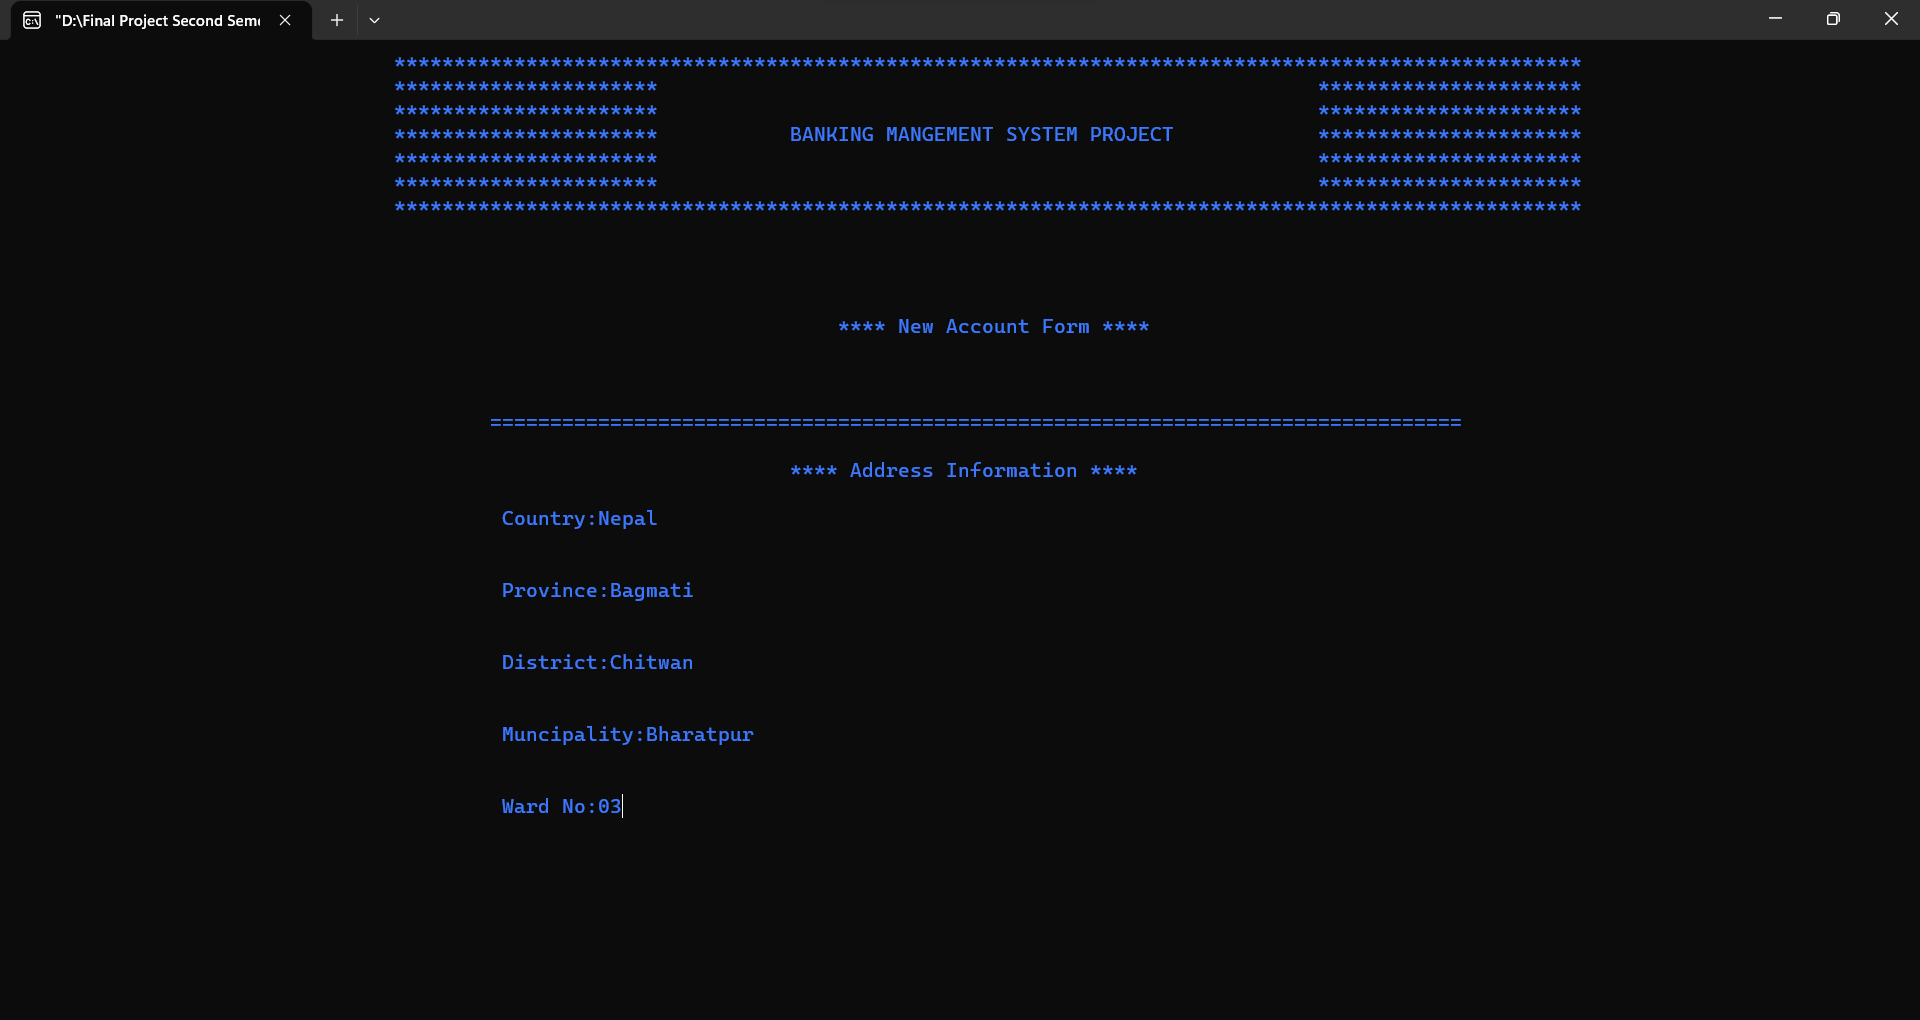 "D:\Final Project Second Seme
***************************************************************************************************
********************** **********************
********************** **********************
********************** BANKING MANGEMENT SYSTEM PROJECT **********************
********************** **********************
********************** **********************
***************************************************************************************************
**** New Account Form ****
=================================================================================
**** Address Information ****
Country:Nepal
Province:Bagmati
District:Chitwan
Muncipality:Bharatpur
Ward No:03